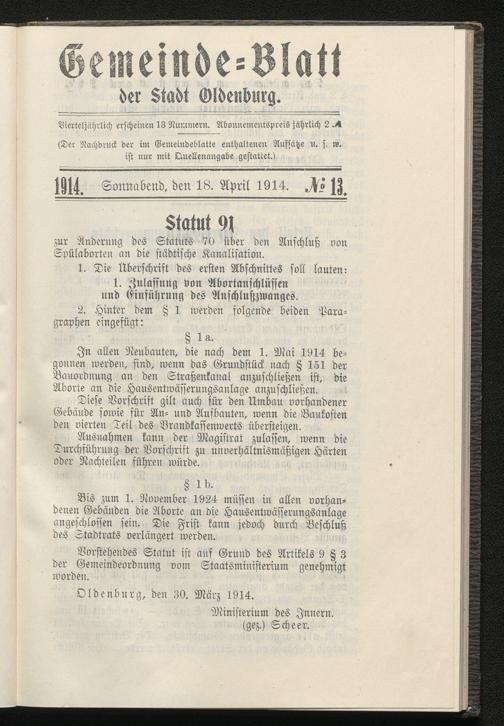 Gemeinde=Blatt
der Stadt Oldenburg.
Vierteljährlich erscheinen 13 Nummern. Abonnementspreis jährlich 2 ℳ
(Der Nachdruck der im Gemeindeblatte enthaltenen Aufsätze u. s. w.
ist nur mit Quellenangabe gestattet.)
1914. Sonnabend, den 18. April 1914. № 13.
Statut 91
zur Änderung des Statuts 70 über den Anschluß von
Spülaborten an die städtische Kanalisation.
1. Die Überschrift des ersten Abschnittes soll lauten:
1. Zulassung von Abortanschlüssen
und Einführung des Anschlußzwanges.
2. Hinter dem § 1 werden folgende beiden Para-
graphen eingefügt:
§ 1a.
In allen Neubauten, die nach dem 1. Mai 1914 be-
gonnen werden, sind, wenn das Grundstück nach § 151 der
Bauordnung an den Straßenkanal anzuschließen ist, die
Aborte an die Hausentwässerungsanlage anzuschließen.
Diese Vorschrift gilt auch für den Umbau vorhandener
Gebäude sowie für An- und Aufbauten, wenn die Baukosten
den vierten Teil des Brandkassenwerts übersteigen.
Ausnahmen kann der Magistrat zulassen, wenn die
Durchführung der Vorschrift zu unverhältnismäßigen Härten
oder Nachteilen führen würde.
§ 1b.
Bis zum 1. November 1924 müssen in allen vorhan-
denen Gebäuden die Aborte an die Hausentwässerungsanlage
angeschlossen sein. Die Frist kann jedoch durch Beschluß
des Stadtrats verlängert werden.
Vorstehendes Statut ist auf Grund des Artikels 9 § 3
der Gemeindeordnung vom Staatsministerium genehmigt
worden.
Oldenburg, den 30. März 1914.
Ministerium des Innern.
(gez.) Scheer.